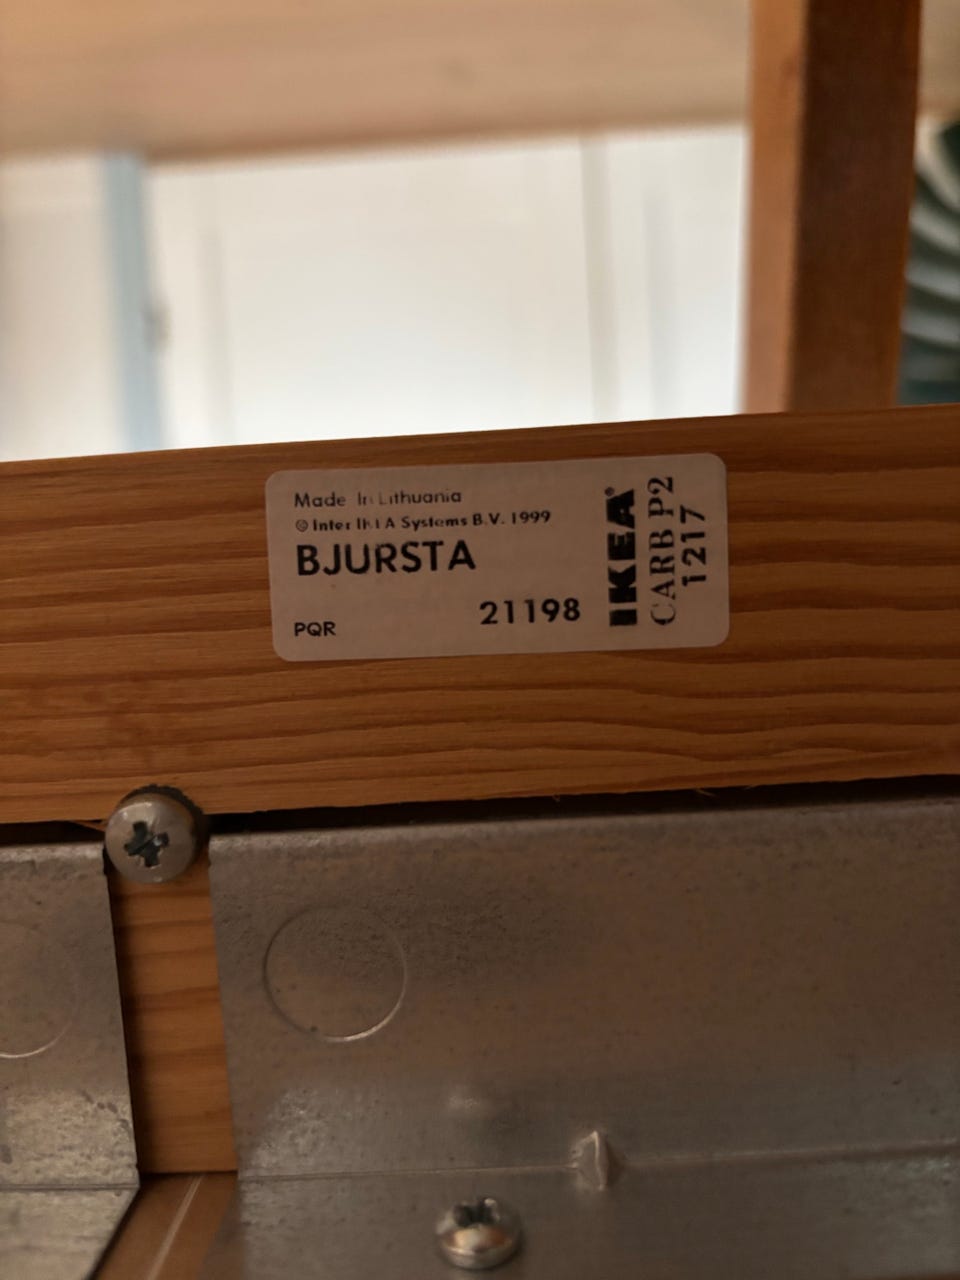 Made In Lithuania
© Inter IKEA Systems B.V. 1999
BJURSTA
PQR
21198
IKEA®
CARB P2
1217